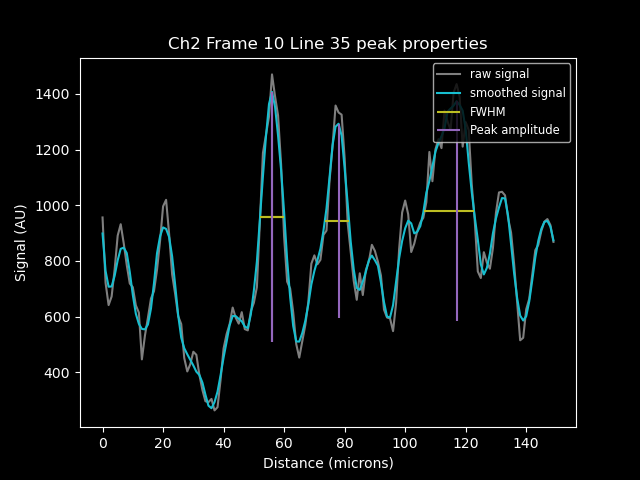 Ch2 Frame 10 Line 35 peak properties
raw signal
smoothed signal
FWHM
Peak amplitude
Signal (AU)
1400
1200
1000
800
600
400
0 20 40 60 80 100 120 140
Distance (microns)